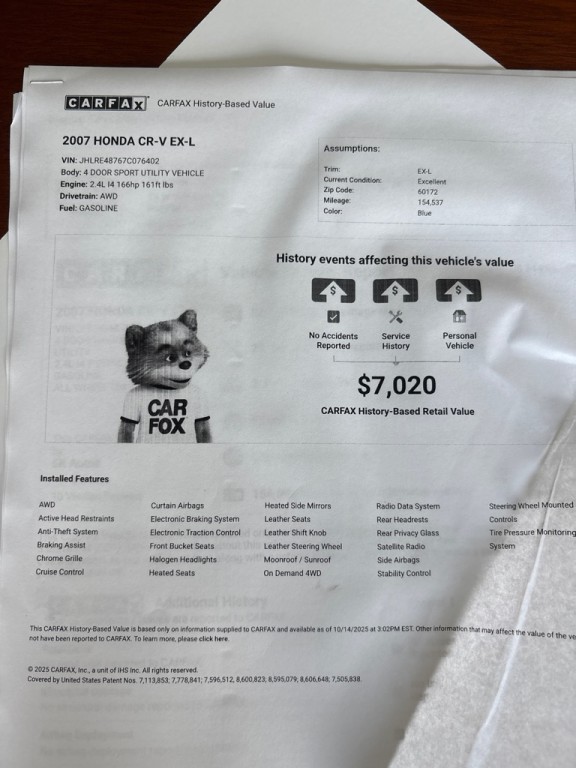 CARFAX CARFAX History-Based Value
2007 HONDA CR-V EX-L
VIN: JHLRE48767C076402
Body: 4 DOOR SPORT UTILITY VEHICLE
Engine: 2.4L I4 166hp 161ft lbs
Drivetrain: AWD
Fuel: GASOLINE
Assumptions:
Trim: EX-L
Current Condition: Excellent
Zip Code: 60172
Mileage: 154,537
Color: Blue
History events affecting this vehicle's value
$ $ $
No Accidents Reported
Service History
Personal Vehicle
$7,020
CARFAX History-Based Retail Value
CAR
FOX
Installed Features
AWD
Active Head Restraints
Anti-Theft System
Braking Assist
Chrome Grille
Cruise Control
Curtain Airbags
Electronic Braking System
Electronic Traction Control
Front Bucket Seats
Halogen Headlights
Heated Seats
Heated Side Mirrors
Leather Seats
Leather Shift Knob
Leather Steering Wheel
Moonroof / Sunroof
On Demand 4WD
Radio Data System
Rear Headrests
Rear Privacy Glass
Satellite Radio
Side Airbags
Stability Control
Steering Wheel Mounted
Controls
Tire Pressure Monitoring
System
This CARFAX History-Based Value is based only on information supplied to CARFAX and available as of 10/14/2025 at 3:02PM EST. Other information that may affect the value of the
not have been reported to CARFAX. To learn more, please click here.
© 2025 CARFAX, Inc., a unit of IHS Inc. All rights reserved.
Covered by United States Patent Nos. 7,113,853; 7,778,841; 7,596,512, 8,600,823; 8,595,079; 8,606,648; 7,505,838.